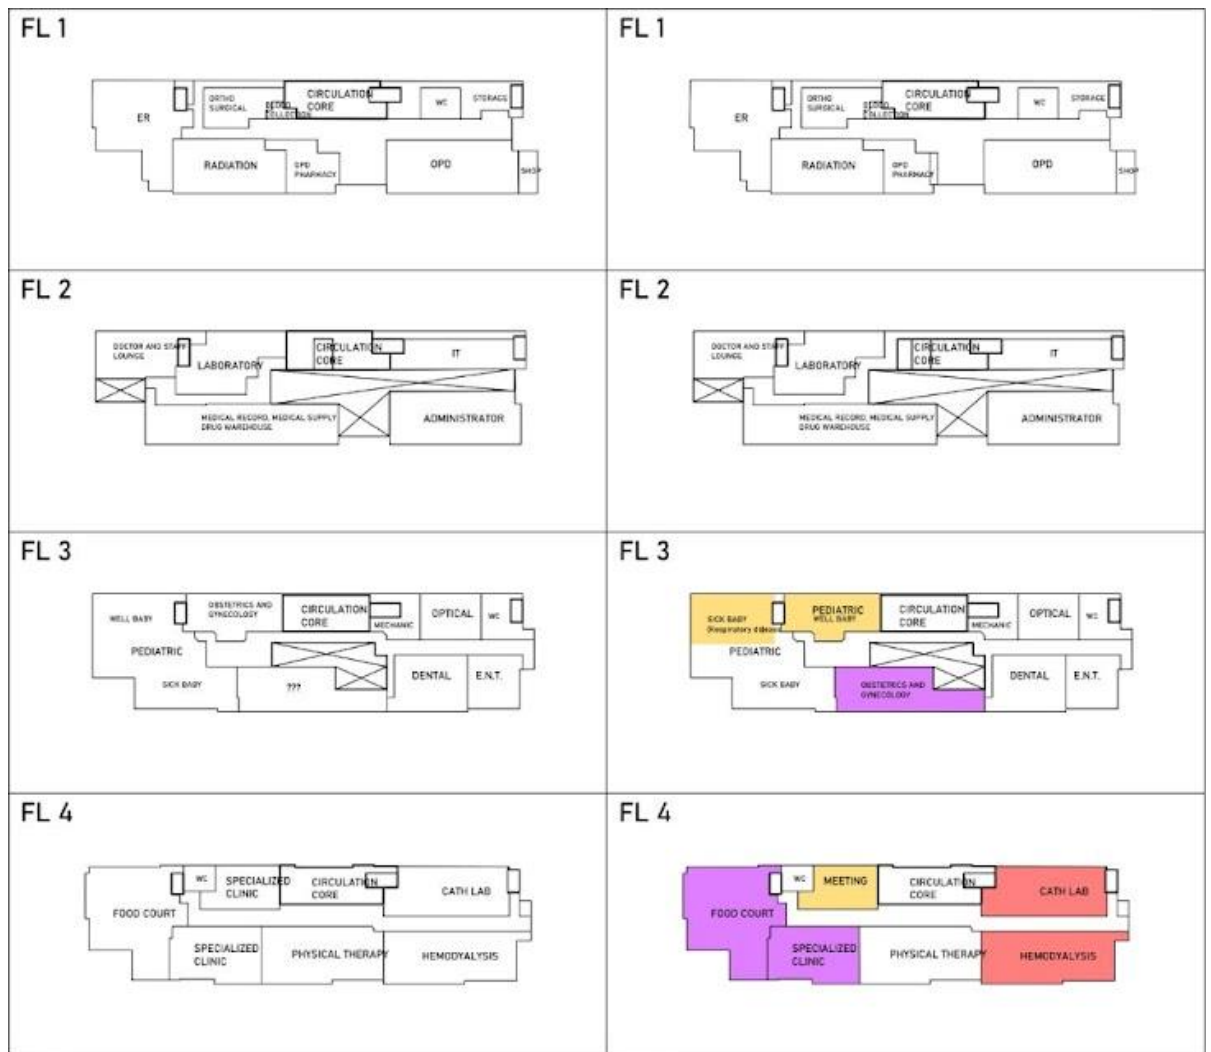 FL 1
FL 1
CIRCULATION
CORE
ORTHO
SURGICAL
BLOOD
COLLECTION
WC
STORAGE
ER
RADIATION
OPD
PHARMACY
OPD
SHOP
CIRCULATION
CORE
ORTHO
SURGICAL
BLOOD
COLLECTION
WC
STORAGE
ER
RADIATION
OPD
PHARMACY
OPD
SHOP
FL 2
FL 2
DOCTOR AND STAFF
LOUNGE
LABORATORY
CIRCULATION
CORE
IT
MEDICAL RECORD, MEDICAL SUPPLY
DRUG WAREHOUSE
ADMINISTRATOR
DOCTOR AND STAFF
LOUNGE
LABORATORY
CIRCULATION
CORE
IT
MEDICAL RECORD, MEDICAL SUPPLY
DRUG WAREHOUSE
ADMINISTRATOR
FL 3
FL 3
WELL BABY
OBSTETRICS AND
GYNECOLOGY
CIRCULATION
CORE
MECHANIC
OPTICAL
WC
PEDIATRIC
SICK BABY
???
DENTAL
E.N.T.
SICK BABY
(Respiratory disease)
PEDIATRIC
WELL BABY
CIRCULATION
CORE
MECHANIC
OPTICAL
WC
PEDIATRIC
SICK BABY
OBSTETRICS AND
GYNECOLOGY
DENTAL
E.N.T.
FL 4
FL 4
WC
SPECIALIZED
CLINIC
CIRCULATION
CORE
CATH LAB
FOOD COURT
SPECIALIZED
CLINIC
PHYSICAL THERAPY
HEMODYALYSIS
WC
MEETING
CIRCULATION
CORE
CATH LAB
FOOD COURT
SPECIALIZED
CLINIC
PHYSICAL THERAPY
HEMODYALYSIS